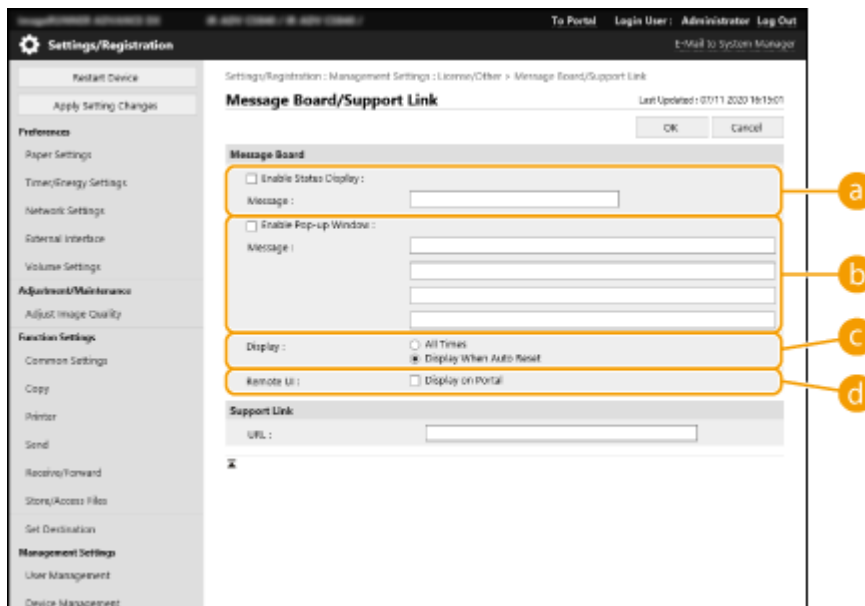 To Portal Login User : Administrator Log Out
Settings/Registration
E-Mail to System Manager
Restart Device
Apply Setting Changes
Preferences
Paper Settings
Timer/Energy Settings
Network Settings
External Interface
Volume Settings
Adjustment/Maintenance
Adjust Image Quality
Function Settings
Common Settings
Copy
Printer
Send
Receive/Forward
Store/Access Files
Set Destination
Management Settings
User Management
Device Management
Settings/Registration : Management Settings : License/Other > Message Board/Support Link
Message Board/Support Link
Last Updated : 07/11 2020 16:15:01
OK
Cancel
Message Board
Enable Status Display :
Message :
a
Enable Pop-up Window :
Message :
b
Display :
All Times
Display When Auto Reset
c
Remote UI :
Display on Portal
d
Support Link
URL :